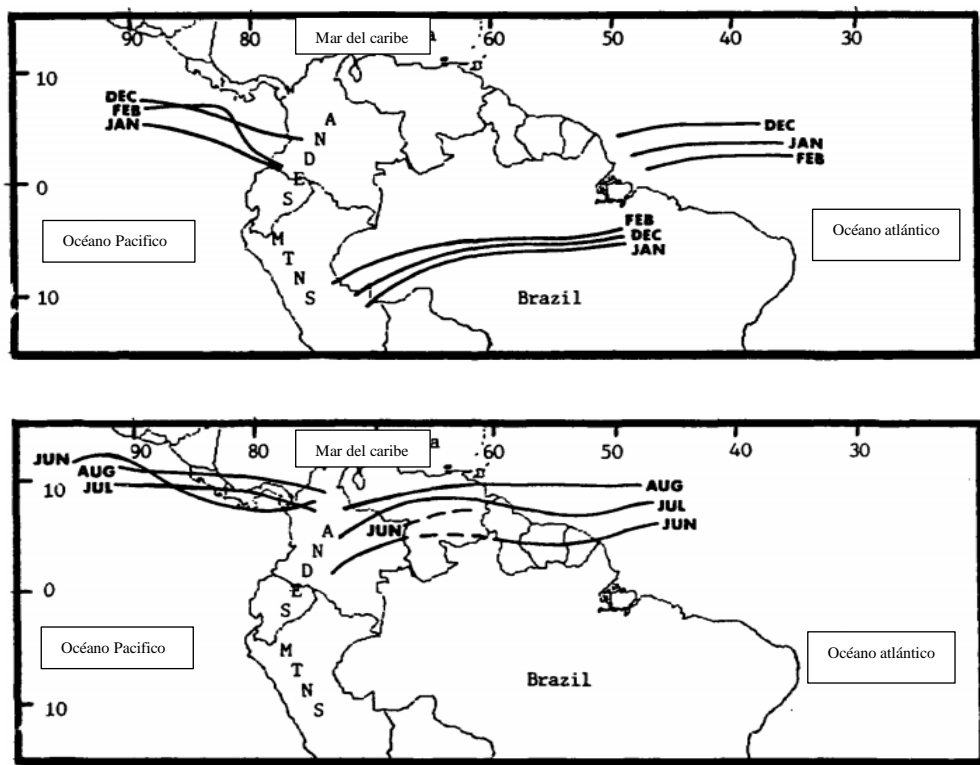 90 80 Mar del caribe a 60 50 40 30
10
DEC
FEB
JAN
A
N
D
E
S
DEC
JAN
FEB
0
Océano Pacifico
M
T
N
S
FEB
DEC
JAN
Océano atlántico
10
Brazil
90 80 Mar del caribe a 60 50 40 30
JUN
AUG
JUL
10
AUG
JUL
JUN
JUN
A
N
D
E
S
0
Océano Pacifico
M
T
N
S
Océano atlántico
Brazil
10